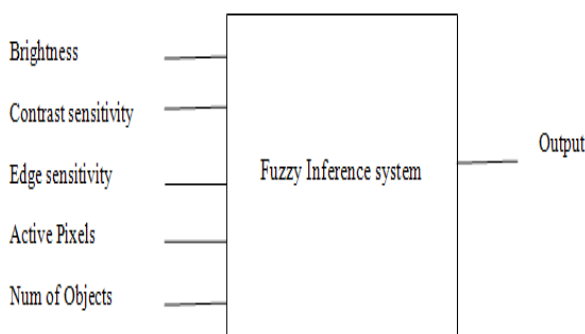 Brightness
Contrast sensitivity
Edge sensitivity
Active Pixels
Num of Objects
Fuzzy Inference system
Output